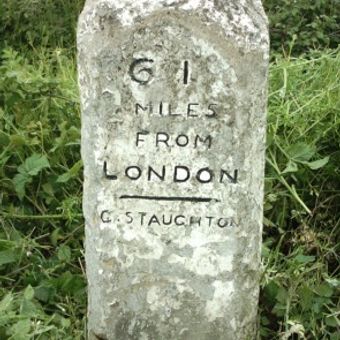 61
MILES
FROM
LONDON
G. STAUGHTON